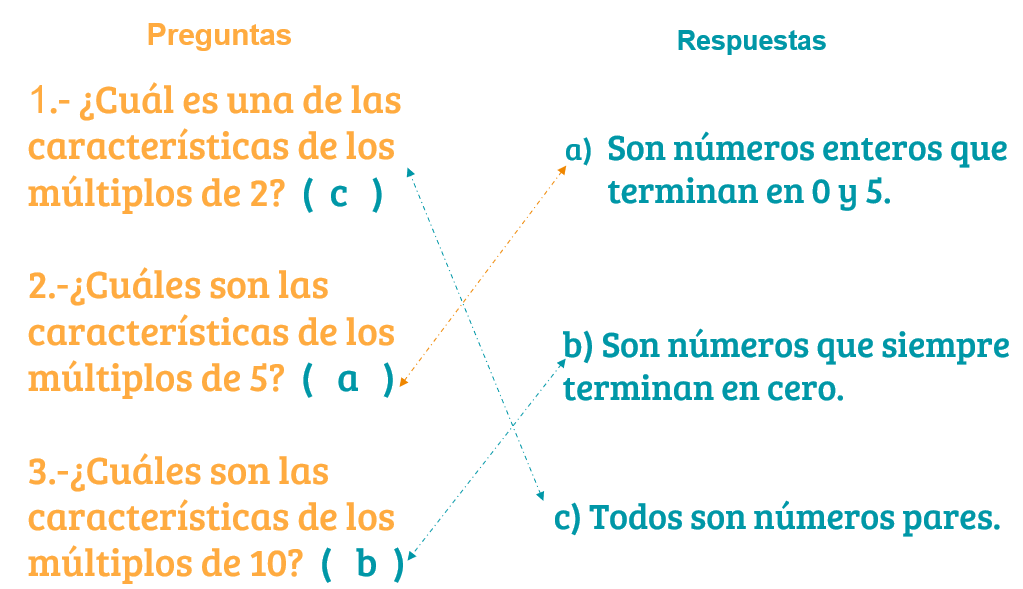 Preguntas
1.- ¿Cuál es una de las
características de los
múltiplos de 2? ( c )
2.-¿Cuáles son las
características de los
múltiplos de 5? ( a )
3.-¿Cuáles son las
características de los
múltiplos de 10? ( b )
Respuestas
a) Son números enteros que
terminan en 0 y 5.
b) Son números que siempre
terminan en cero.
c) Todos son números pares.